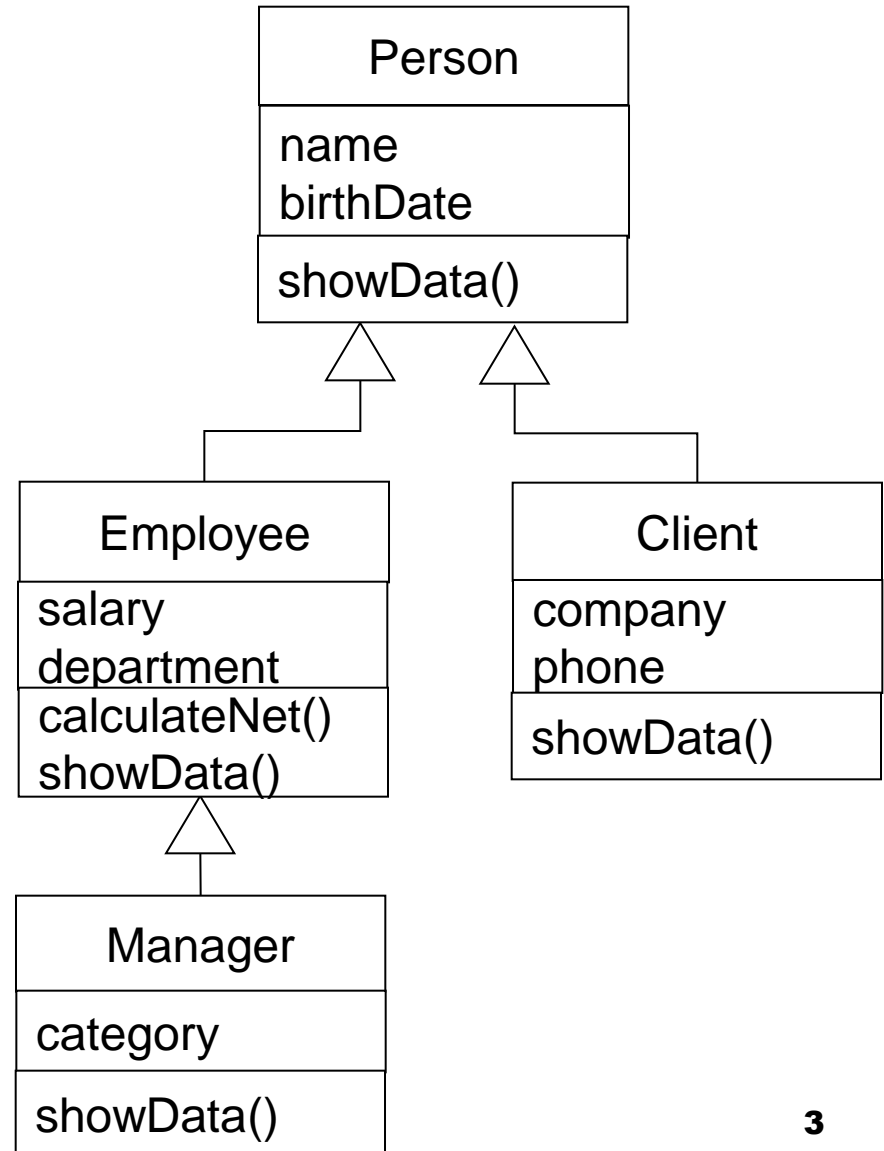 Person
name
birthDate
showData()
Employee
salary
department
calculateNet()
showData()
Client
company
phone
showData()
Manager
category
showData()
3